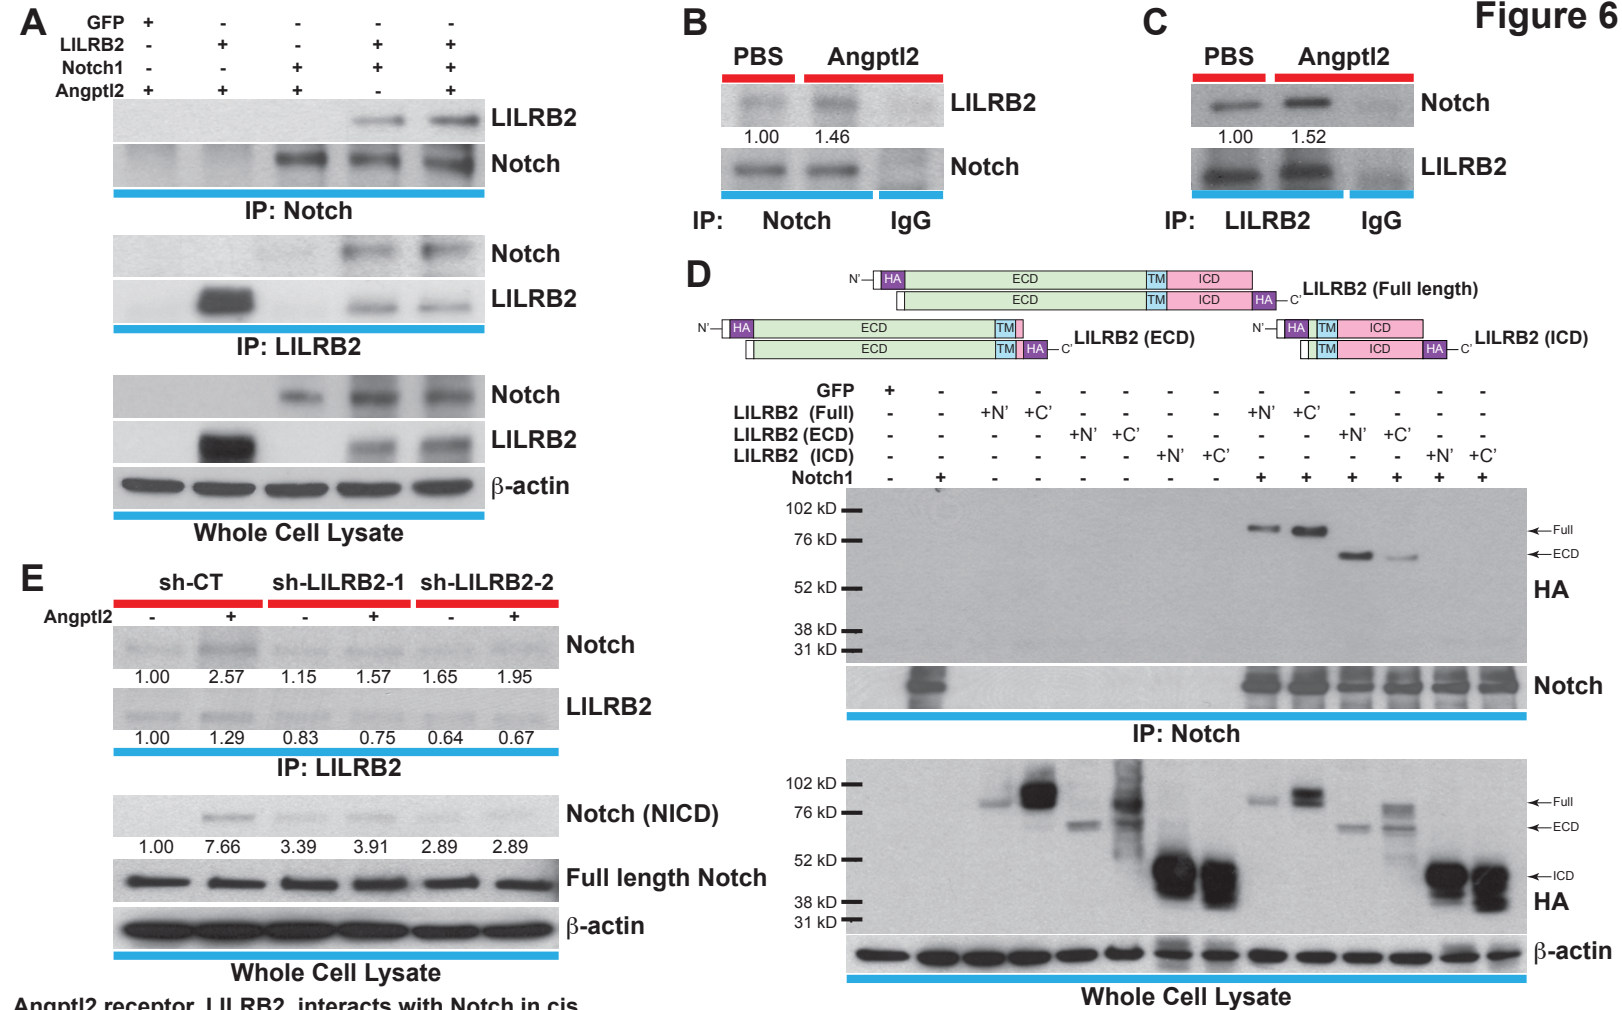 Figure 6
A
GFP + - - - -
LILRB2 - + - + +
Notch1 - - + + +
Angptl2 + + + - +
LILRB2
Notch
IP: Notch
Notch
LILRB2
IP: LILRB2
Notch
LILRB2
β-actin
Whole Cell Lysate
B
PBS Angptl2
LILRB2
1.00 1.46
Notch
IP: Notch IgG
C
PBS Angptl2
Notch
1.00 1.52
LILRB2
IP: LILRB2 IgG
D
N' HA ECD TM ICD
ECD TM ICD HA C'
LILRB2 (Full length)
N' HA ECD TM
ECD TM HA C'
LILRB2 (ECD)
N' HA TM ICD
TM ICD HA C'
LILRB2 (ICD)
GFP + - - - - - - - - - - - - -
LILRB2 (Full) - - +N' +C' - - - - +N' +C' - - - -
LILRB2 (ECD) - - - - +N' +C' - - - - +N' +C' - -
LILRB2 (ICD) - - - - - - +N' +C' - - - - +N' +C'
Notch1 - + - - - - - - + + + + + +
102 kD
76 kD
52 kD
38 kD
31 kD
Full
ECD
HA
Notch
IP: Notch
102 kD
76 kD
52 kD
38 kD
31 kD
Full
ECD
ICD
HA
β-actin
Whole Cell Lysate
E
sh-CT sh-LILRB2-1 sh-LILRB2-2
Angptl2 - + - + - +
Notch
1.00 2.57 1.15 1.57 1.65 1.95
LILRB2
1.00 1.29 0.83 0.75 0.64 0.67
IP: LILRB2
Notch (NICD)
1.00 7.66 3.39 3.91 2.89 2.89
Full length Notch
β-actin
Whole Cell Lysate
Angptl2 receptor LILRB2 interacts with Notch in cis